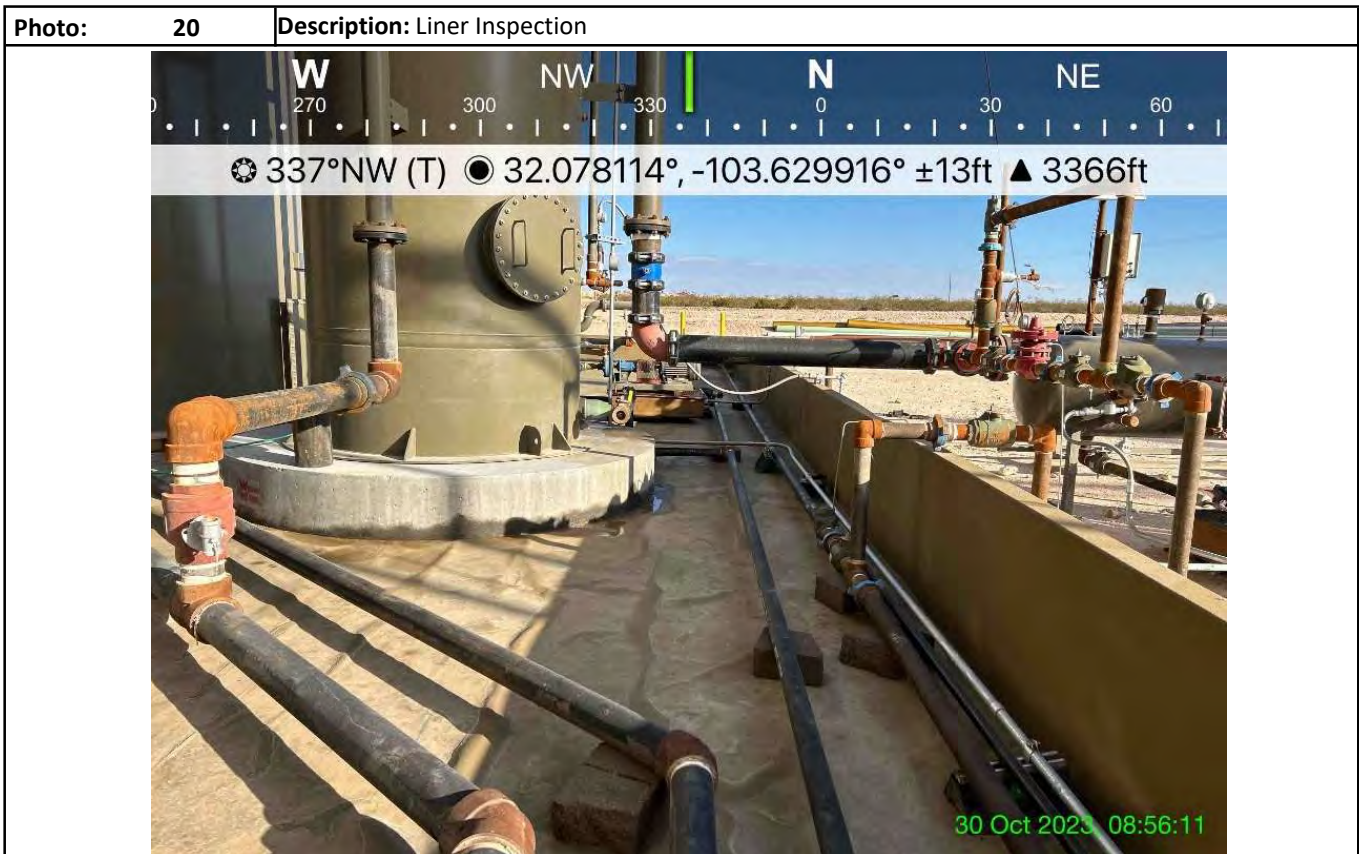 Photo: 20 Description: Liner Inspection
W NW N NE
0 270 300 330 0 30 60
337°NW (T) 32.078114°, -103.629916° ±13ft ▲ 3366ft
30 Oct 2023, 08:56:11